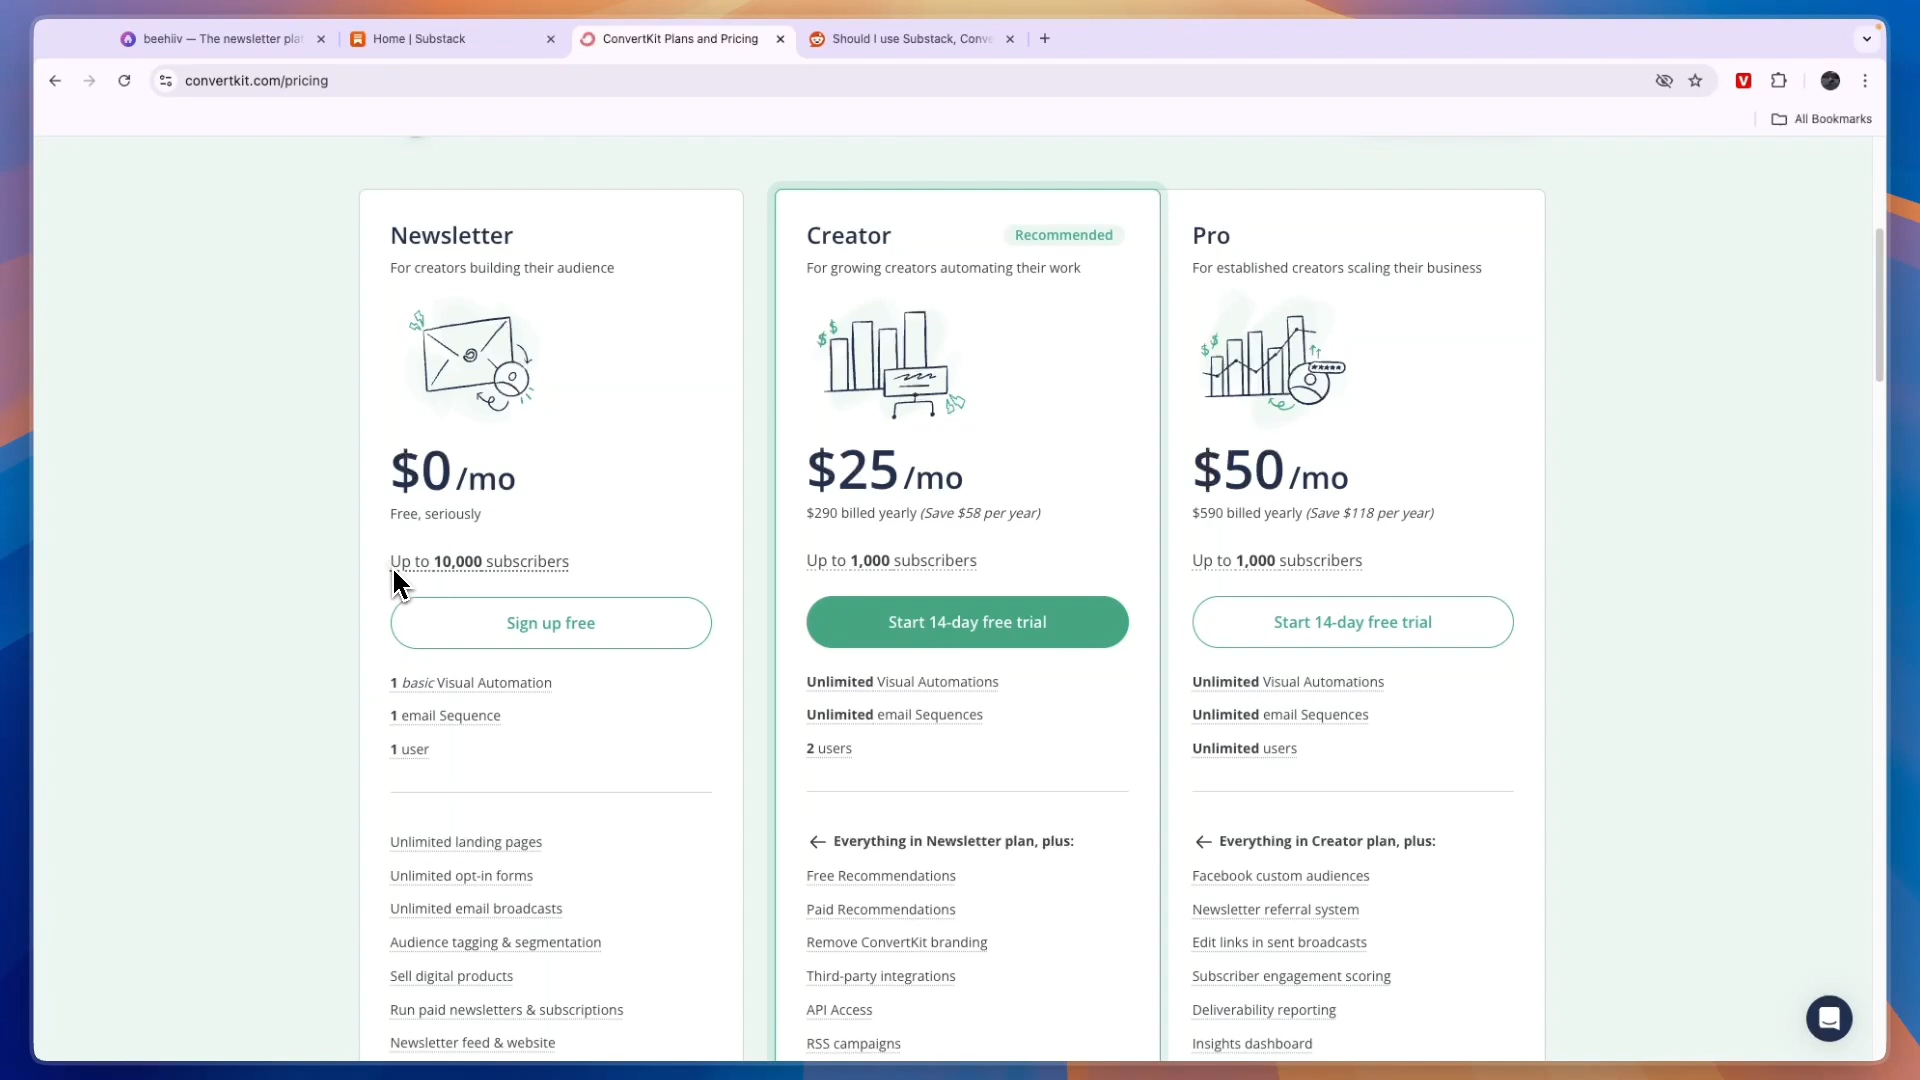 beehiiv — The newsletter plat
Home | Substack
ConvertKit Plans and Pricing
Should I use Substack, Conve
convertkit.com/pricing
All Bookmarks
Newsletter
For creators building their audience
$0/mo
Free, seriously
Up to 10,000 subscribers
Sign up free
1 basic Visual Automation
1 email Sequence
1 user
Unlimited landing pages
Unlimited opt-in forms
Unlimited email broadcasts
Audience tagging & segmentation
Sell digital products
Run paid newsletters & subscriptions
Newsletter feed & website
Creator
Recommended
For growing creators automating their work
$25/mo
$290 billed yearly (Save $58 per year)
Up to 1,000 subscribers
Start 14-day free trial
Unlimited Visual Automations
Unlimited email Sequences
2 users
Everything in Newsletter plan, plus:
Free Recommendations
Paid Recommendations
Remove ConvertKit branding
Third-party integrations
API Access
RSS campaigns
Pro
For established creators scaling their business
$50/mo
$590 billed yearly (Save $118 per year)
Up to 1,000 subscribers
Start 14-day free trial
Unlimited Visual Automations
Unlimited email Sequences
Unlimited users
Everything in Creator plan, plus:
Facebook custom audiences
Newsletter referral system
Edit links in sent broadcasts
Subscriber engagement scoring
Deliverability reporting
Insights dashboard